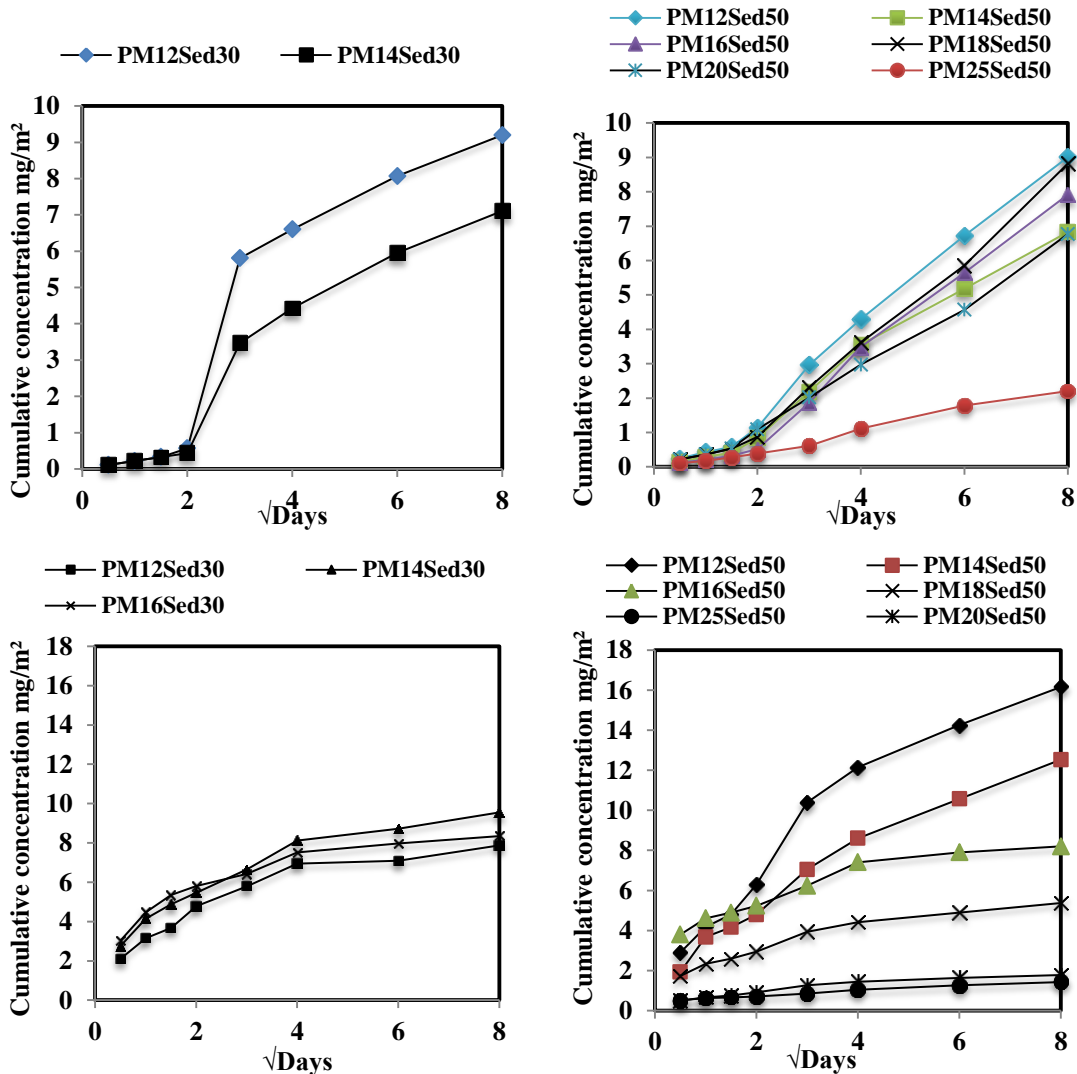 PM12Sed30 PM14Sed30
Cumulative concentration mg/m²
10
9
8
7
6
5
4
3
2
1
0
0 2 4 6 8
√Days
PM12Sed50 PM14Sed50
PM16Sed50 PM18Sed50
PM20Sed50 PM25Sed50
Cumulative concentration mg/m²
10
9
8
7
6
5
4
3
2
1
0
0 2 4 6 8
√Days
PM12Sed30 PM14Sed30
PM16Sed30
Cumulative concentration mg/m²
18
16
14
12
10
8
6
4
2
0
0 2 4 6 8
√Days
PM12Sed50 PM14Sed50
PM16Sed50 PM18Sed50
PM25Sed50 PM20Sed50
Cumulative concentration mg/m²
18
16
14
12
10
8
6
4
2
0
0 2 4 6 8
√Days